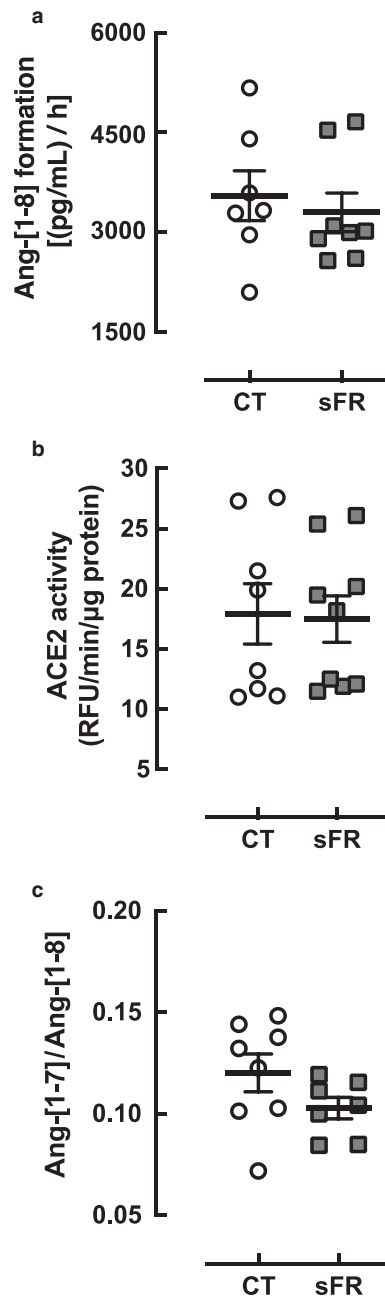 a
Ang-[1-8] formation
[(pg/mL) / h]
6000
4500
3000
1500
CT
sFR
b
ACE2 activity
(RFU/min/µg protein)
30
25
20
15
10
5
CT
sFR
c
Ang-[1-7]/Ang-[1-8]
0.20
0.15
0.10
0.05
CT
sFR